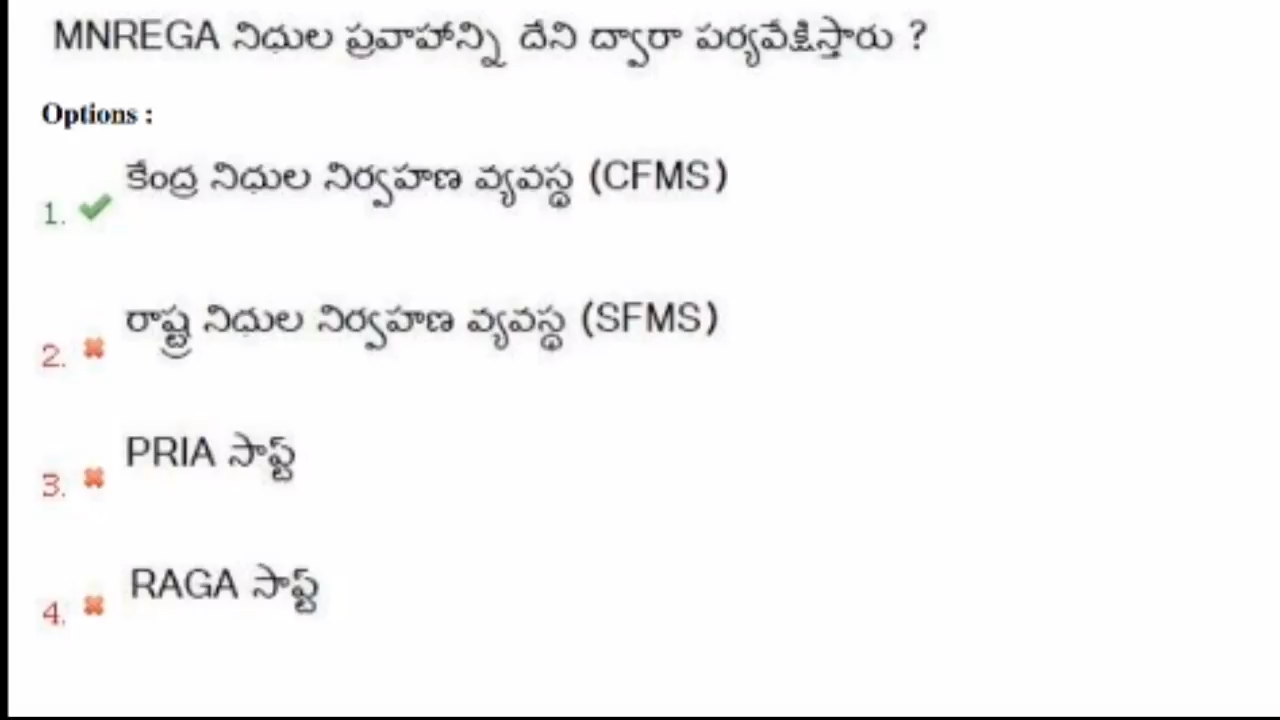 MNREGA నిధుల ప్రవాహాన్ని దేని ద్వారా పర్యవేక్షిస్తారు ?
Options :
కేంద్ర నిధుల నిర్వహణ వ్యవస్థ (CFMS)
1.
రాష్ట్ర నిధుల నిర్వహణ వ్యవస్థ (SFMS)
2.
PRIA సాఫ్ట్
3.
RAGA సాఫ్ట్
4.